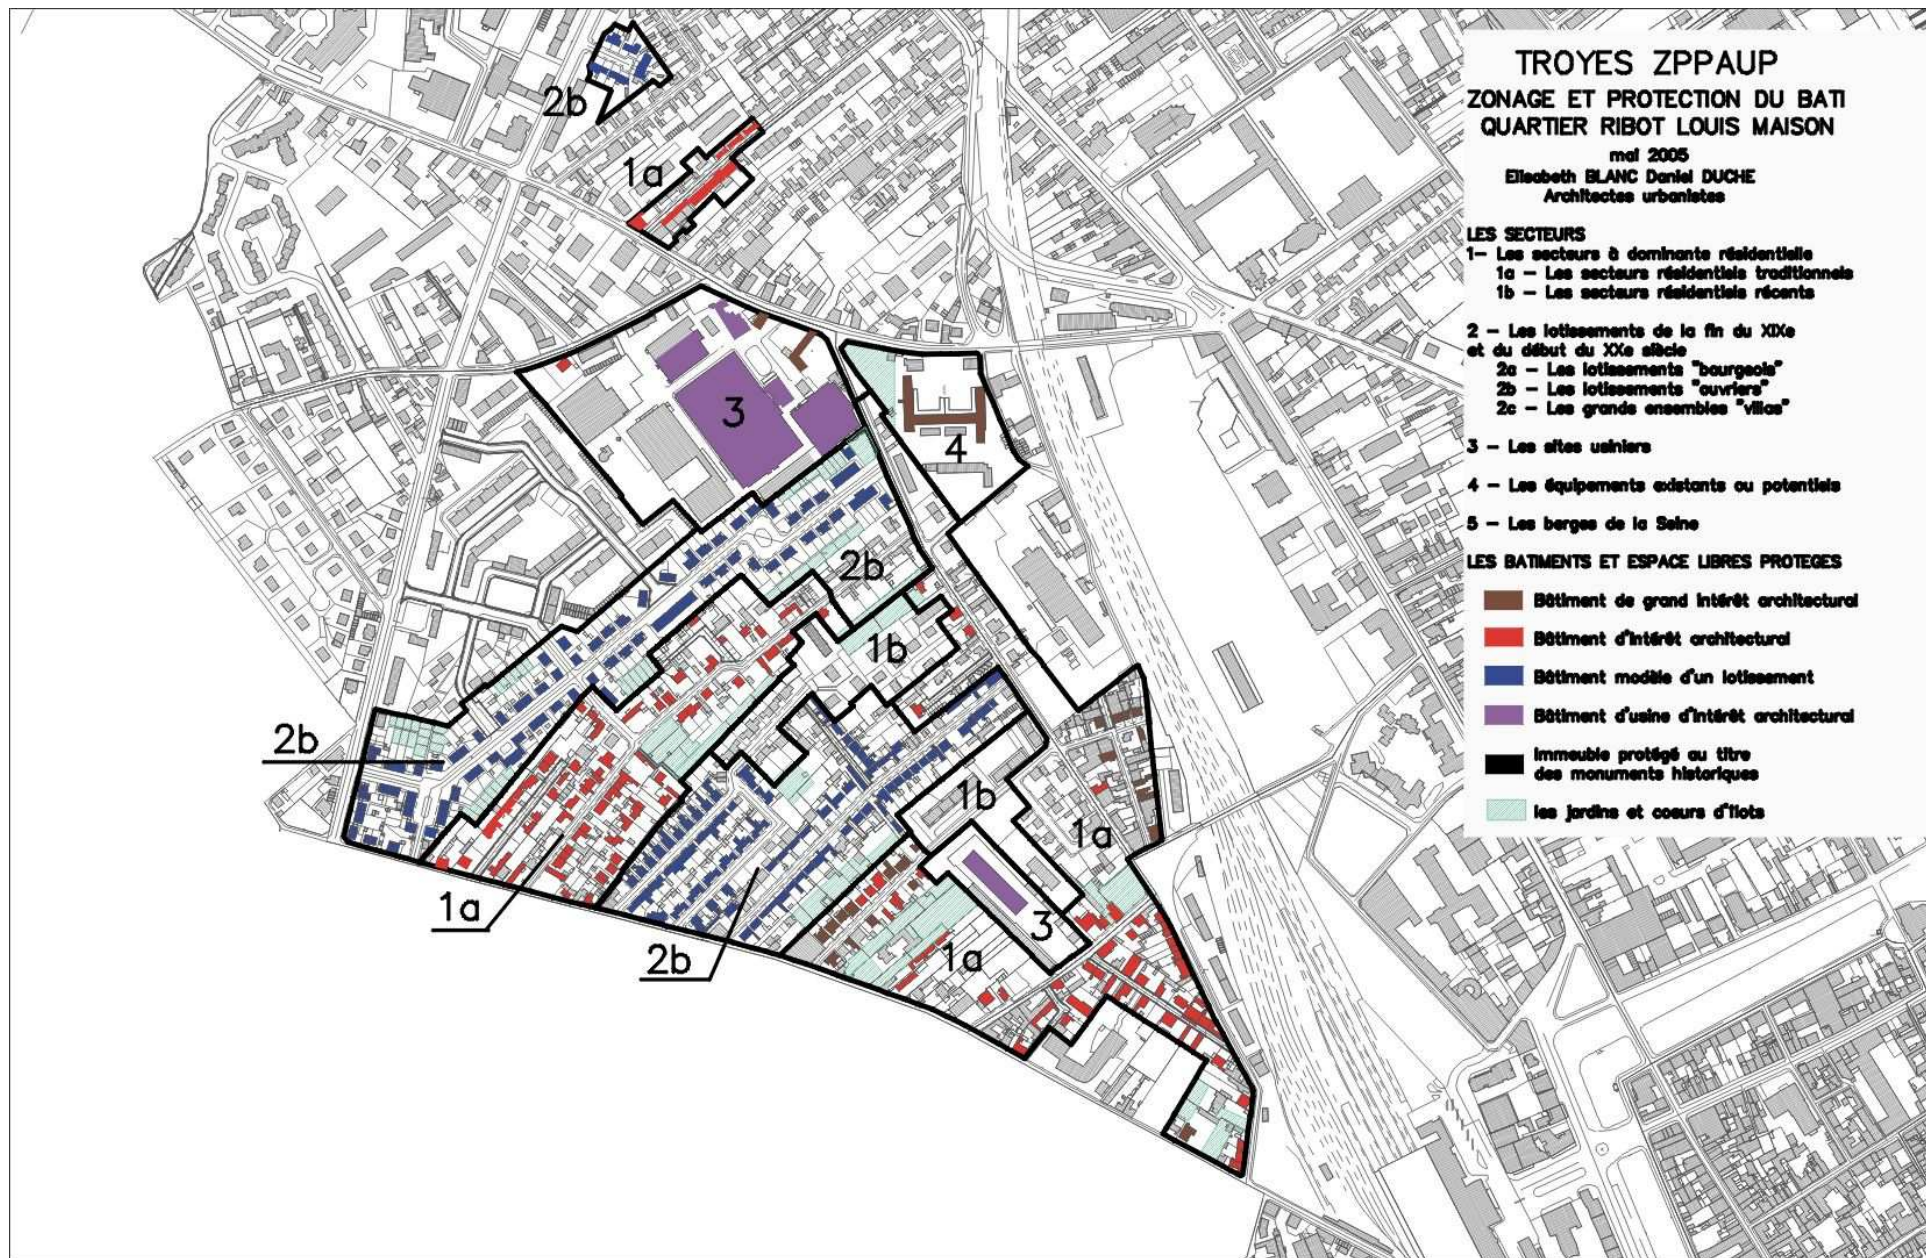 TROYES ZPPAUP
ZONAGE ET PROTECTION DU BATI
QUARTIER RIBOT LOUIS MAISON
mai 2005
Elisabeth BLANC Daniel DUCHE
Architectes urbanistes
LES SECTEURS
1- Les secteurs à dominante résidentielle
1a - Les secteurs résidentiels traditionnels
1b - Les secteurs résidentiels récents
2 - Les lotissements de la fin du XIXe
et du début du XXe siècle
2a - Les lotissements "bourgeois"
2b - Les lotissements "ouvriers"
2c - Les grands ensembles "villas"
3 - Les sites usiniers
4 - Les équipements existants ou potentiels
5 - Les berges de la Seine
LES BATIMENTS ET ESPACE LIBRES PROTEGES
Bâtiment de grand intérêt architectural
Bâtiment d'intérêt architectural
Bâtiment modèle d'un lotissement
Bâtiment d'usine d'intérêt architectural
Immeuble protégé au titre
des monuments historiques
les jardins et coeurs d'îlots
2b
1a
3
4
2b
1b
2b
1b
1a
1a
3
1a
2b